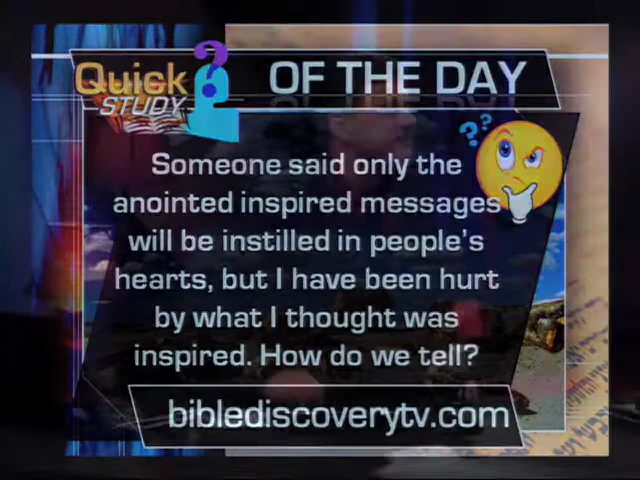 Quick STUDY ? OF THE DAY
??
Someone said only the
anointed inspired messages
will be instilled in people's
hearts, but I have been hurt
by what I thought was
inspired. How do we tell?
biblediscoverytv.com